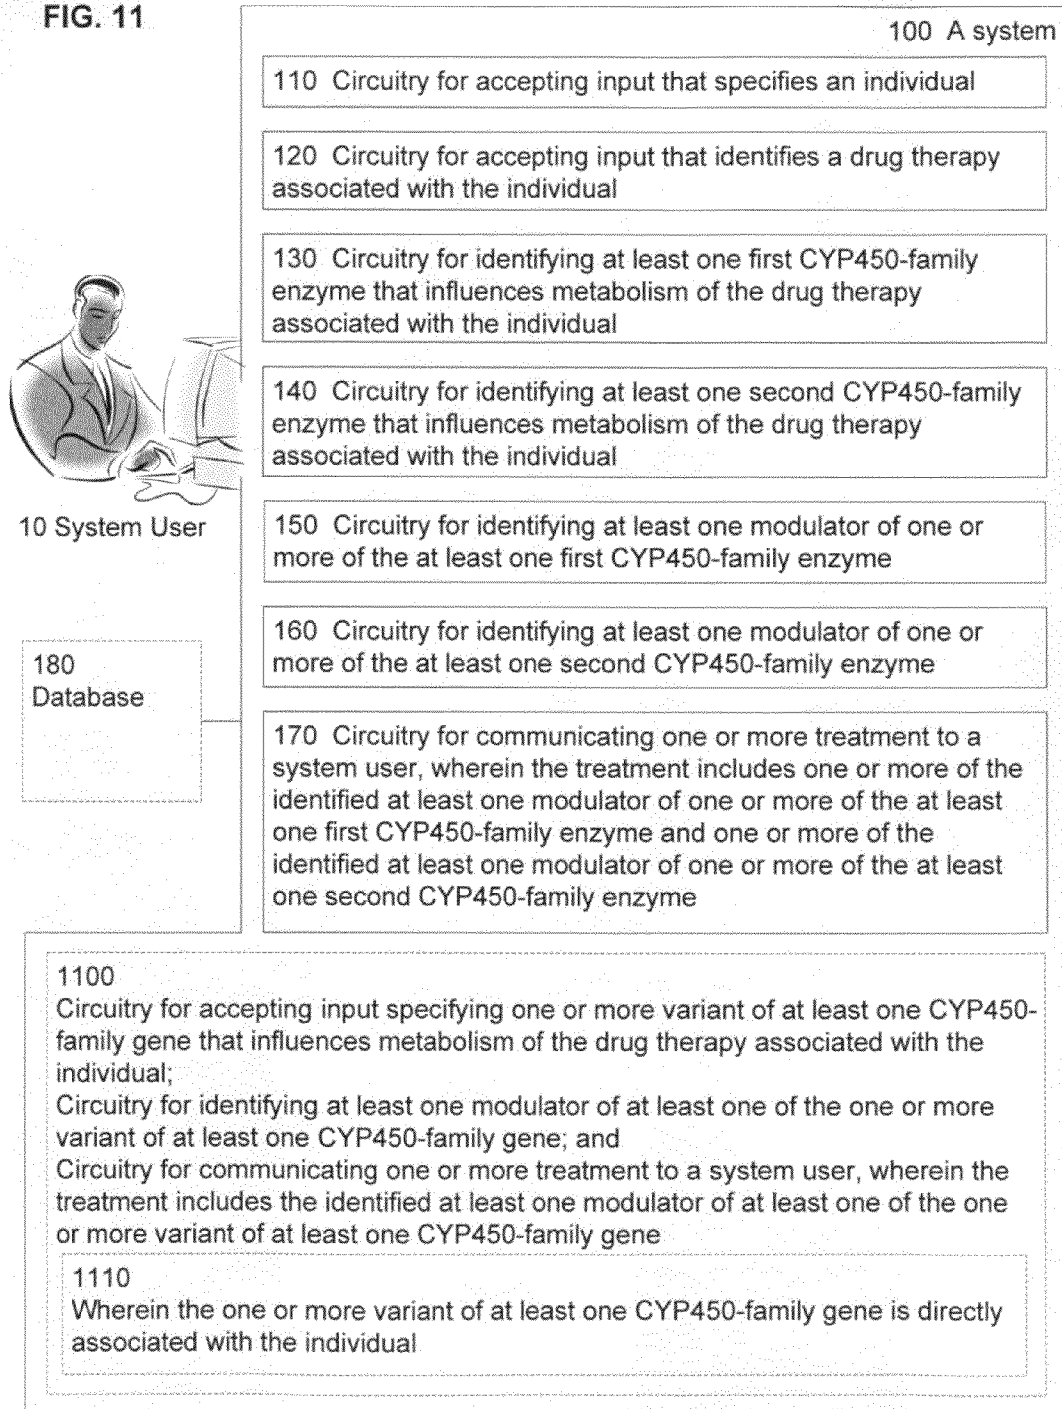 FIG. 11
100 A system
110 Circuitry for accepting input that specifies an individual
120 Circuitry for accepting input that identifies a drug therapy
associated with the individual
130 Circuitry for identifying at least one first CYP450-family
enzyme that influences metabolism of the drug therapy
associated with the individual
140 Circuitry for identifying at least one second CYP450-family
enzyme that influences metabolism of the drug therapy
associated with the individual
10 System User
150 Circuitry for identifying at least one modulator of one or
more of the at least one first CYP450-family enzyme
160 Circuitry for identifying at least one modulator of one or
more of the at least one second CYP450-family enzyme
180
Database
170 Circuitry for communicating one or more treatment to a
system user, wherein the treatment includes one or more of the
identified at least one modulator of one or more of the at least
one first CYP450-family enzyme and one or more of the
identified at least one modulator of one or more of the at least
one second CYP450-family enzyme
1100
Circuitry for accepting input specifying one or more variant of at least one CYP450-
family gene that influences metabolism of the drug therapy associated with the
individual;
Circuitry for identifying at least one modulator of at least one of the one or more
variant of at least one CYP450-family gene; and
Circuitry for communicating one or more treatment to a system user, wherein the
treatment includes the identified at least one modulator of at least one of the one
or more variant of at least one CYP450-family gene
1110
Wherein the one or more variant of at least one CYP450-family gene is directly
associated with the individual